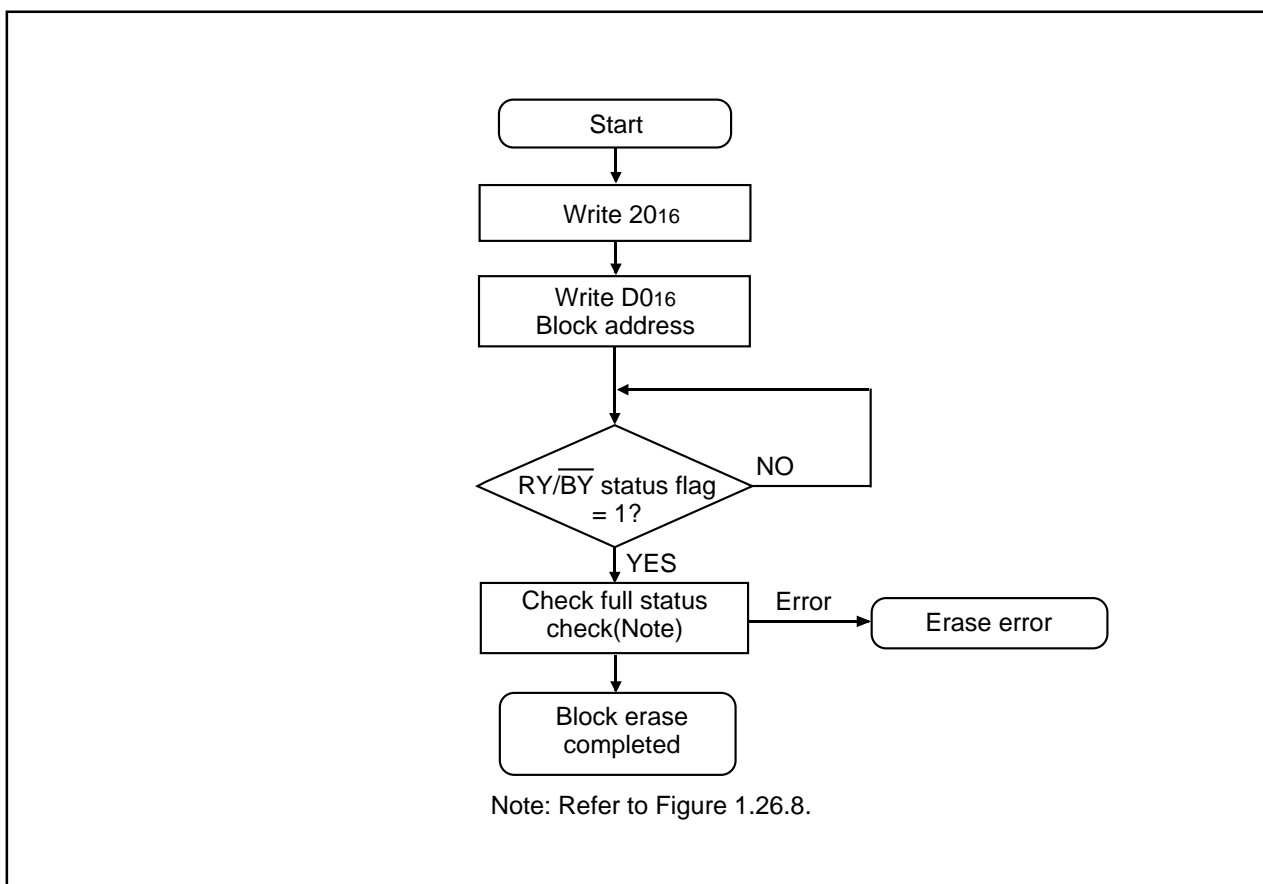 Start
Write 2016
Write D016
Block address
NO
RY/B̅Y̅ status flag
= 1?
YES
Check full status
check(Note)
Error
Erase error
Block erase
completed
Note: Refer to Figure 1.26.8.